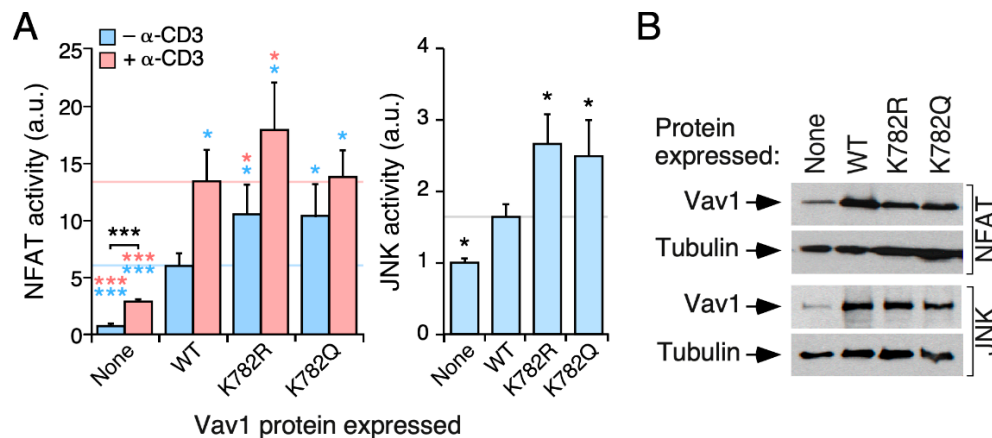 A
− α-CD3
+ α-CD3
NFAT activity (a.u.)
25
20
15
10
5
0
*
*
*
*
*
*
*
*
***
***
***
***
***
None
WT
K782R
K782Q
JNK activity (a.u.)
4
3
2
1
0
*
*
*
None
WT
K782R
K782Q
Vav1 protein expressed
B
Protein
expressed:
None
WT
K782R
K782Q
Vav1
Tubulin
NFAT
Vav1
Tubulin
JNK